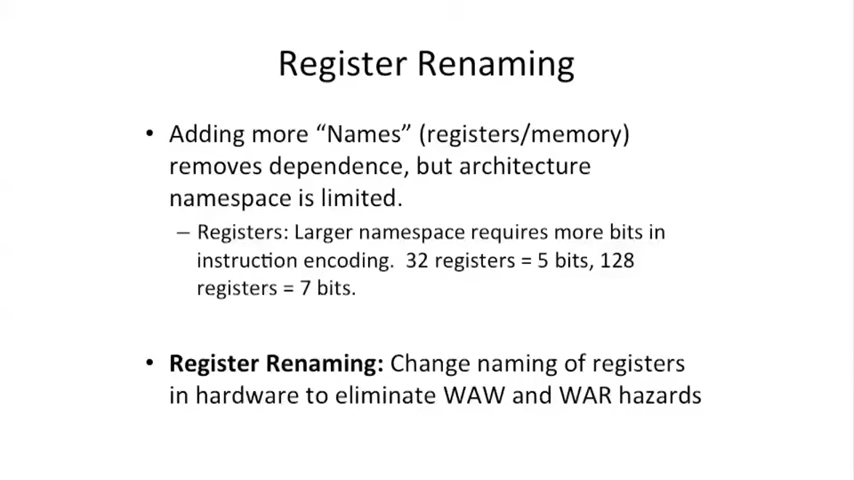 Register Renaming
• Adding more “Names” (registers/memory)
removes dependence, but architecture
namespace is limited.
– Registers: Larger namespace requires more bits in
instruction encoding.  32 registers = 5 bits, 128
registers = 7 bits.
• Register Renaming: Change naming of registers
in hardware to eliminate WAW and WAR hazards